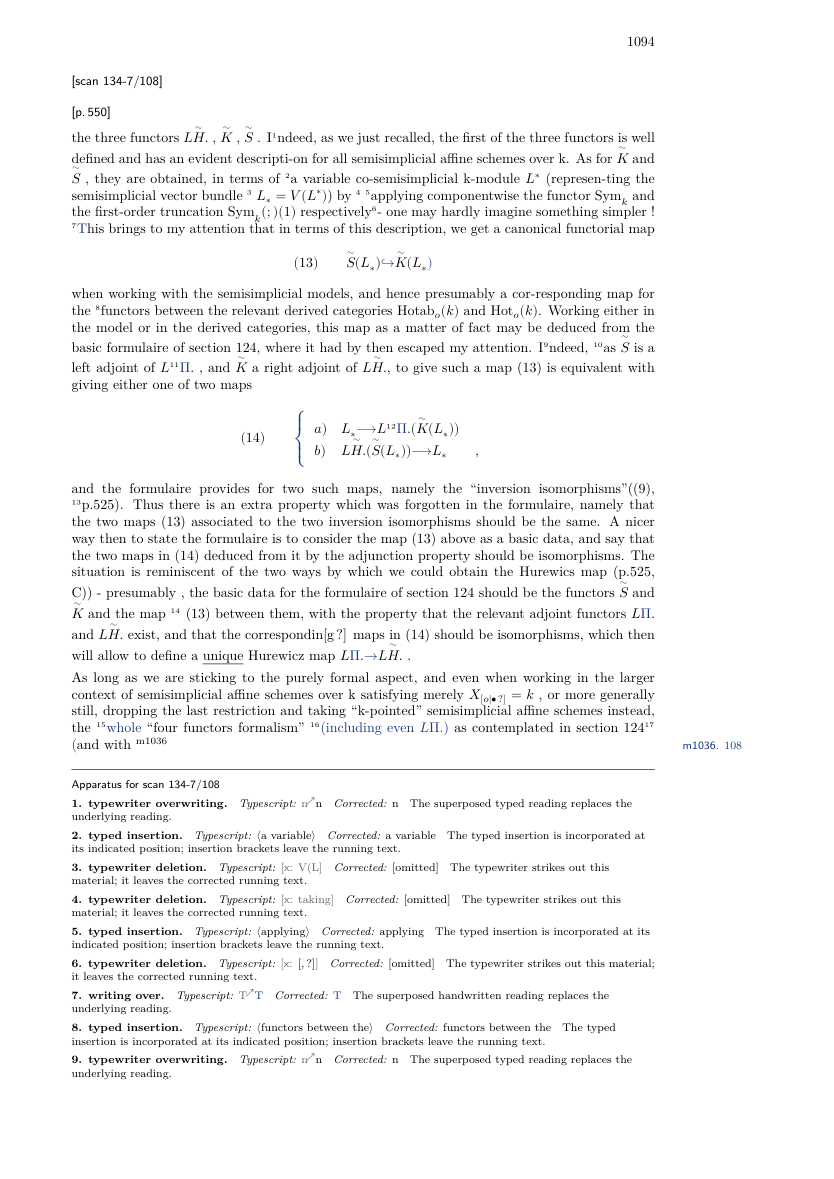 1094
[scan 134-7/108]
[p. 550]
the three functors LH̃. , K̃ , S̃ . I¹ndeed, as we just recalled, the first of the three functors is well
defined and has an evident descripti-on for all semisimplicial affine schemes over k. As for K̃ and
S̃ , they are obtained, in terms of ²a variable co-semisimplicial k-module L* (represen-ting the
semisimplicial vector bundle ³ L∗ = V(L*)) by ⁴ ⁵applying componentwise the functor Symₖ and
the first-order truncation Symₖ(; )(1) respectively⁶- one may hardly imagine something simpler !
⁷This brings to my attention that in terms of this description, we get a canonical functorial map
(13) S̃(L∗)↪K̃(L∗)
when working with the semisimplicial models, and hence presumably a cor-responding map for
the ⁸functors between the relevant derived categories Hotabₒ(k) and Hotₒ(k). Working either in
the model or in the derived categories, this map as a matter of fact may be deduced from the
basic formulaire of section 124, where it had by then escaped my attention. I⁹ndeed, ¹⁰as S̃ is a
left adjoint of L¹¹Π. , and K̃ a right adjoint of LH̃., to give such a map (13) is equivalent with
giving either one of two maps
(14) { a) L∗⟶L¹²Π.(K̃(L∗))
b) LH̃.(S̃(L∗))⟶L∗ ,
and the formulaire provides for two such maps, namely the “inversion isomorphisms”((9),
¹³p.525). Thus there is an extra property which was forgotten in the formulaire, namely that
the two maps (13) associated to the two inversion isomorphisms should be the same. A nicer
way then to state the formulaire is to consider the map (13) above as a basic data, and say that
the two maps in (14) deduced from it by the adjunction property should be isomorphisms. The
situation is reminiscent of the two ways by which we could obtain the Hurewics map (p.525,
C)) - presumably , the basic data for the formulaire of section 124 should be the functors S̃ and
K̃ and the map ¹⁴ (13) between them, with the property that the relevant adjoint functors LΠ.
and LH̃. exist, and that the correspondin[g ?] maps in (14) should be isomorphisms, which then
will allow to define a unique Hurewicz map LΠ.→LH̃. .
As long as we are sticking to the purely formal aspect, and even when working in the larger
context of semisimplicial affine schemes over k satisfying merely X[o|• ?] = k , or more generally
still, dropping the last restriction and taking “k-pointed” semisimplicial affine schemes instead,
the ¹⁵whole “four functors formalism” ¹⁶(including even LΠ.) as contemplated in section 124¹⁷
(and with m1036
m1036. 108
Apparatus for scan 134-7/108
1. typewriter overwriting. Typescript: n↗n Corrected: n The superposed typed reading replaces the
underlying reading.
2. typed insertion. Typescript: ⟨a variable⟩ Corrected: a variable The typed insertion is incorporated at
its indicated position; insertion brackets leave the running text.
3. typewriter deletion. Typescript: [x: V(L] Corrected: [omitted] The typewriter strikes out this
material; it leaves the corrected running text.
4. typewriter deletion. Typescript: [x: taking] Corrected: [omitted] The typewriter strikes out this
material; it leaves the corrected running text.
5. typed insertion. Typescript: ⟨applying⟩ Corrected: applying The typed insertion is incorporated at its
indicated position; insertion brackets leave the running text.
6. typewriter deletion. Typescript: [x: [, ?]] Corrected: [omitted] The typewriter strikes out this material;
it leaves the corrected running text.
7. writing over. Typescript: T↗T Corrected: T The superposed handwritten reading replaces the
underlying reading.
8. typed insertion. Typescript: ⟨functors between the⟩ Corrected: functors between the The typed
insertion is incorporated at its indicated position; insertion brackets leave the running text.
9. typewriter overwriting. Typescript: n↗n Corrected: n The superposed typed reading replaces the
underlying reading.